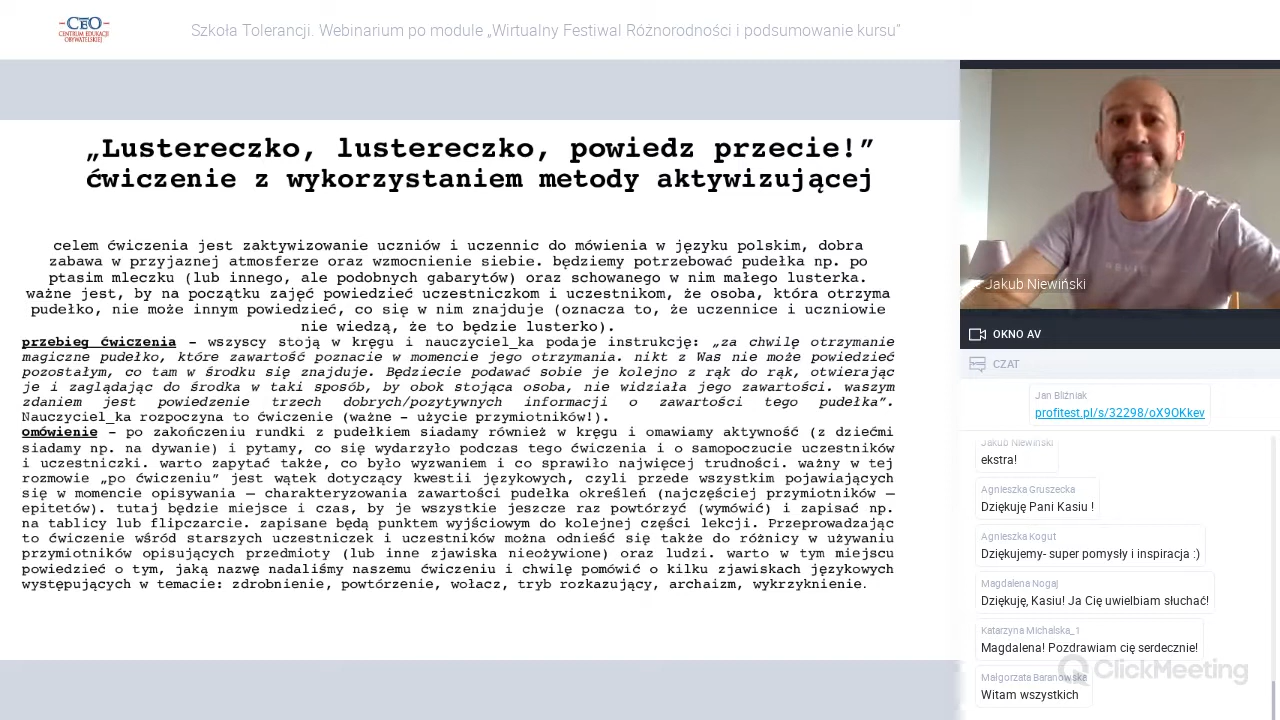 CEO
CENTRUM EDUKACJI
OBYWATELSKIEJ
Szkoła Tolerancji. Webinarium po module „Wirtualny Festiwal Różnorodności i podsumowanie kursu”
„Lustereczko, lustereczko, powiedz przecie!”
ćwiczenie z wykorzystaniem metody aktywizującej
celem ćwiczenia jest zaktywizowanie uczniów i uczennic do mówienia w języku polskim, dobra
zabawa w przyjaznej atmosferze oraz wzmocnienie siebie. będziemy potrzebować pudełka np. po
ptasim mleczku (lub innego, ale podobnych gabarytów) oraz schowanego w nim małego lusterka.
ważne jest, by na początku zajęć powiedzieć uczestniczkom i uczestnikom, że osoba, która otrzyma
pudełko, nie może innym powiedzieć, co się w nim znajduje (oznacza to, że uczennice i uczniowie
nie wiedzą, że to będzie lusterko).
przebieg ćwiczenia – wszyscy stoją w kręgu i nauczyciel_ka podaje instrukcję: „za chwilę otrzymanie
magiczne pudełko, które zawartość poznacie w momencie jego otrzymania. nikt z Was nie może powiedzieć
pozostałym, co tam w środku się znajduje. Będziecie podawać sobie je kolejno z rąk do rąk, otwierając
je i zaglądając do środka w taki sposób, by obok stojąca osoba, nie widziała jego zawartości. waszym
zdaniem jest powiedzenie trzech dobrych/pozytywnych informacji o zawartości tego pudełka”.
Nauczyciel_ka rozpoczyna to ćwiczenie (ważne – użycie przymiotników!).
omówienie – po zakończeniu rundki z pudełkiem siadamy również w kręgu i omawiamy aktywność (z dziećmi
siadamy np. na dywanie) i pytamy, co się wydarzyło podczas tego ćwiczenia i o samopoczucie uczestników
i uczestniczki. warto zapytać także, co było wyzwaniem i co sprawiło najwięcej trudności. ważny w tej
rozmowie „po ćwiczeniu” jest wątek dotyczący kwestii językowych, czyli przede wszystkim pojawiających
się w momencie opisywania – charakteryzowania zawartości pudełka określeń (najczęściej przymiotników –
epitetów). tutaj będzie miejsce i czas, by je wszystkie jeszcze raz powtórzyć (wymówić) i zapisać np.
na tablicy lub flipczarcie. zapisane będą punktem wyjściowym do kolejnej części lekcji. Przeprowadzając
to ćwiczenie wśród starszych uczestniczek i uczestników można odnieść się także do różnicy w używaniu
przymiotników opisujących przedmioty (lub inne zjawiska nieożywione) oraz ludzi. warto w tym miejscu
powiedzieć o tym, jaką nazwę nadaliśmy naszemu ćwiczeniu i chwilę pomówić o kilku zjawiskach językowych
występujących w temacie: zdrobnienie, powtórzenie, wołacz, tryb rozkazujący, archaizm, wykrzyknienie.
Jakub Niewiński
OKNO AV
CZAT
Jan Bliźniak
profitest.pl/s/32298/oX9OKkev
Jakub Niewiński
ekstra!
Agnieszka Gruszecka
Dziękuję Pani Kasiu !
Agnieszka Kogut
Dziękujemy- super pomysły i inspiracja :)
Magdalena Nogaj
Dziękuję, Kasiu! Ja Cię uwielbiam słuchać!
Katarzyna Michalska_1
Magdalena! Pozdrawiam cię serdecznie!
ClickMeeting
Małgorzata Baranowska
Witam wszystkich